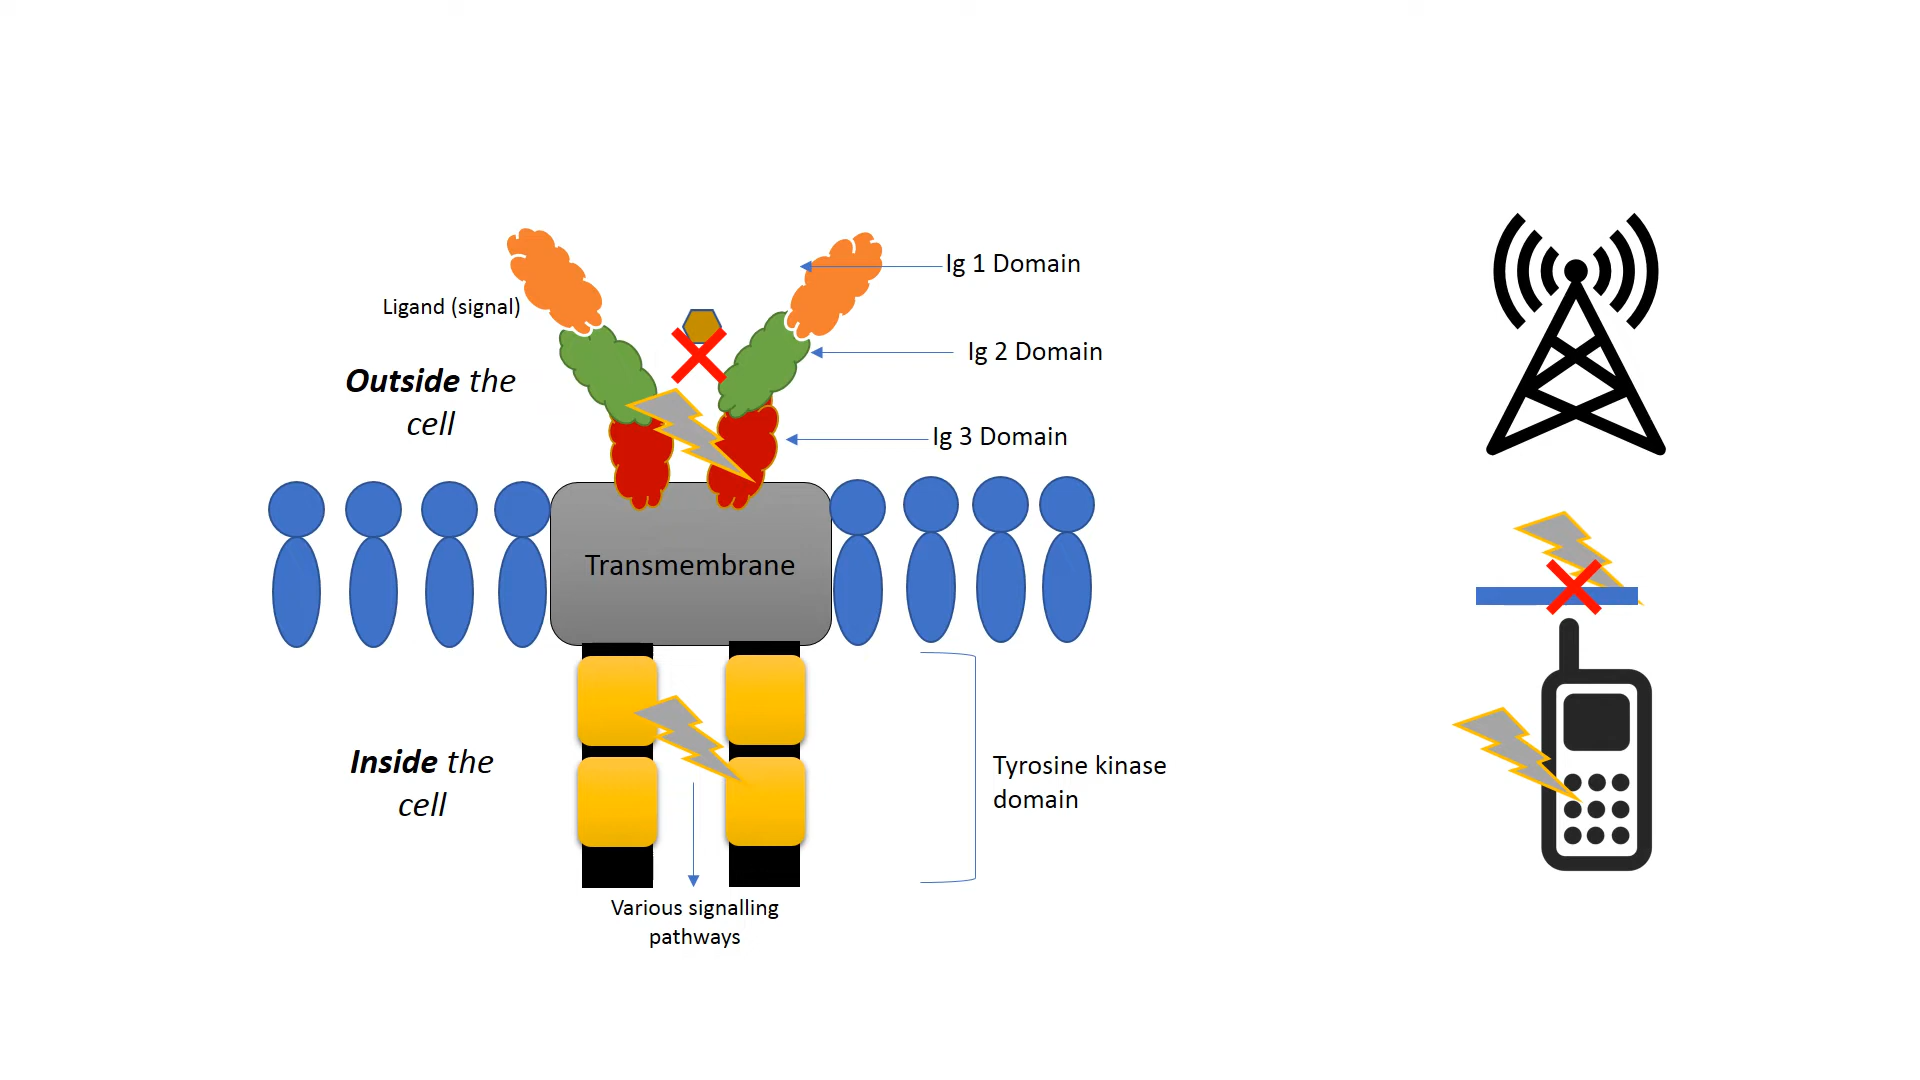 Ig 1 Domain
Ligand (signal)
Ig 2 Domain
Outside the
cell
Ig 3 Domain
Transmembrane
Inside the
cell
Tyrosine kinase
domain
Various signalling
pathways